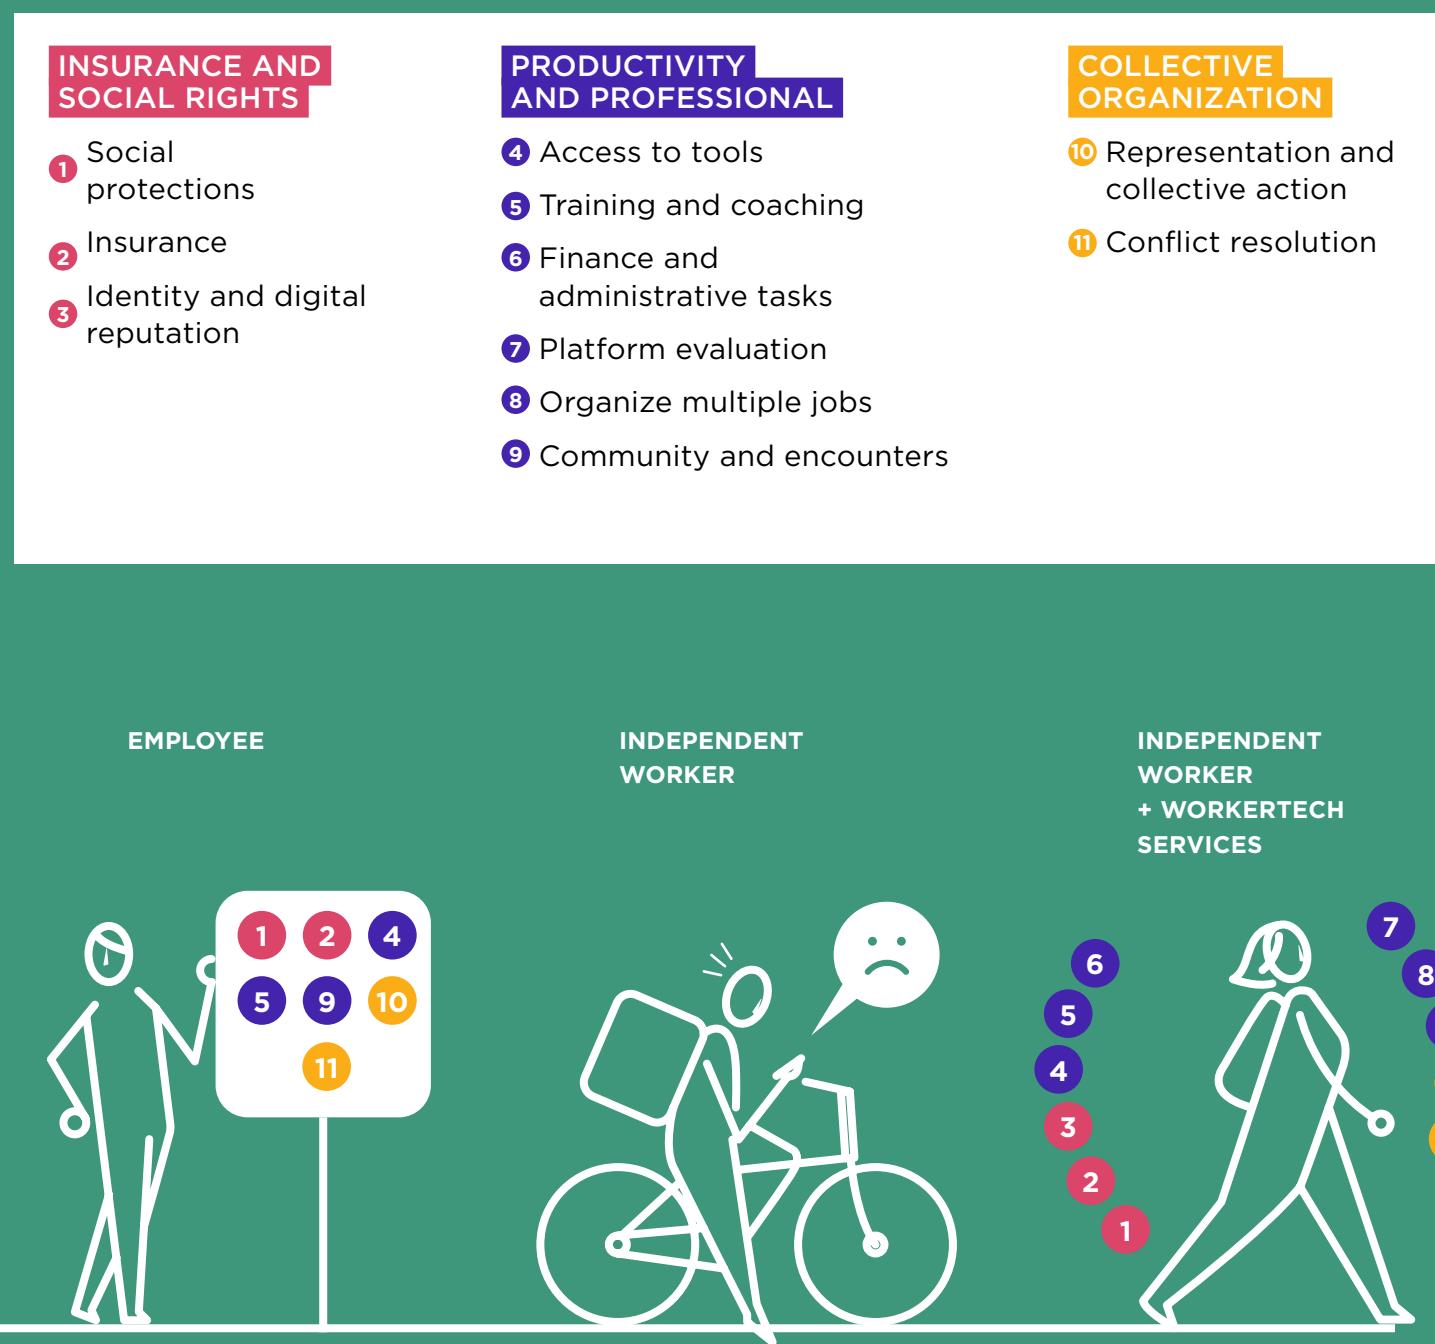 INSURANCE AND
SOCIAL RIGHTS
1 Social
protections
2 Insurance
3 Identity and digital
reputation
PRODUCTIVITY
AND PROFESSIONAL
4 Access to tools
5 Training and coaching
6 Finance and
administrative tasks
7 Platform evaluation
8 Organize multiple jobs
9 Community and encounters
COLLECTIVE
ORGANIZATION
10 Representation and
collective action
11 Conflict resolution
EMPLOYEE
1 2 4
5 9 10
11
INDEPENDENT
WORKER
INDEPENDENT
WORKER
+ WORKERTECH
SERVICES
6
5
4
3
2
1
7
8